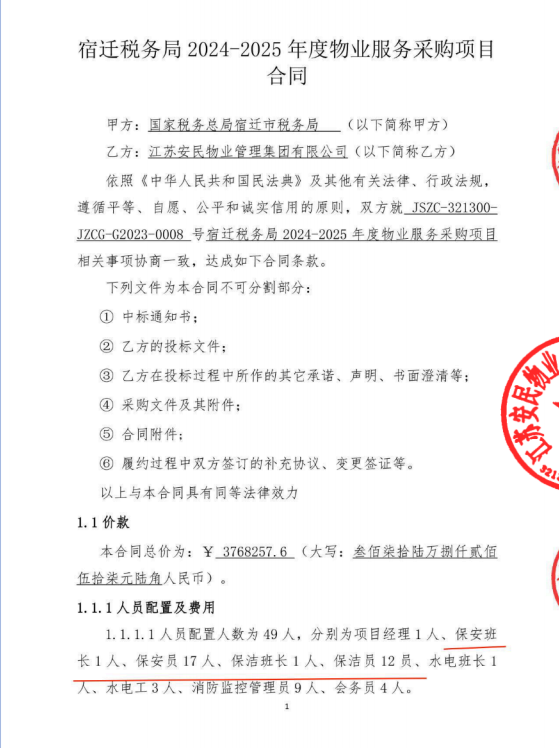 宿迁税务局 2024-2025 年度物业服务采购项目
合同
甲方：国家税务总局宿迁市税务局 （以下简称甲方）
乙方：江苏安民物业管理集团有限公司（以下简称乙方）
依照《中华人民共和国民法典》及其他有关法律、行政法规，
遵循平等、自愿、公平和诚实信用的原则，双方就 JSZC-321300-
JZCG-G2023-0008 号宿迁税务局 2024-2025 年度物业服务采购项目
相关事项协商一致，达成如下合同条款。
下列文件为本合同不可分割部分：
① 中标通知书；
② 乙方的投标文件；
③ 乙方在投标过程中所作的其它承诺、声明、书面澄清等；
④ 采购文件及其附件；
⑤ 合同附件；
⑥ 履约过程中双方签订的补充协议、变更签证等。
以上与本合同具有同等法律效力
1.1 价款
本合同总价为：￥ 3768257.6 （大写：叁佰柒拾陆万捌仟贰佰
伍拾柒元陆角人民币）。
1.1.1 人员配置及费用
1.1.1.1 人员配置人数为 49 人，分别为项目经理 1 人、保安班
长 1 人、保安员 17 人、保洁班长 1 人、保洁员 12 员、水电班长 1
人、水电工 3 人、消防监控管理员 9 人、会务员 4 人。
1
江苏安民物业